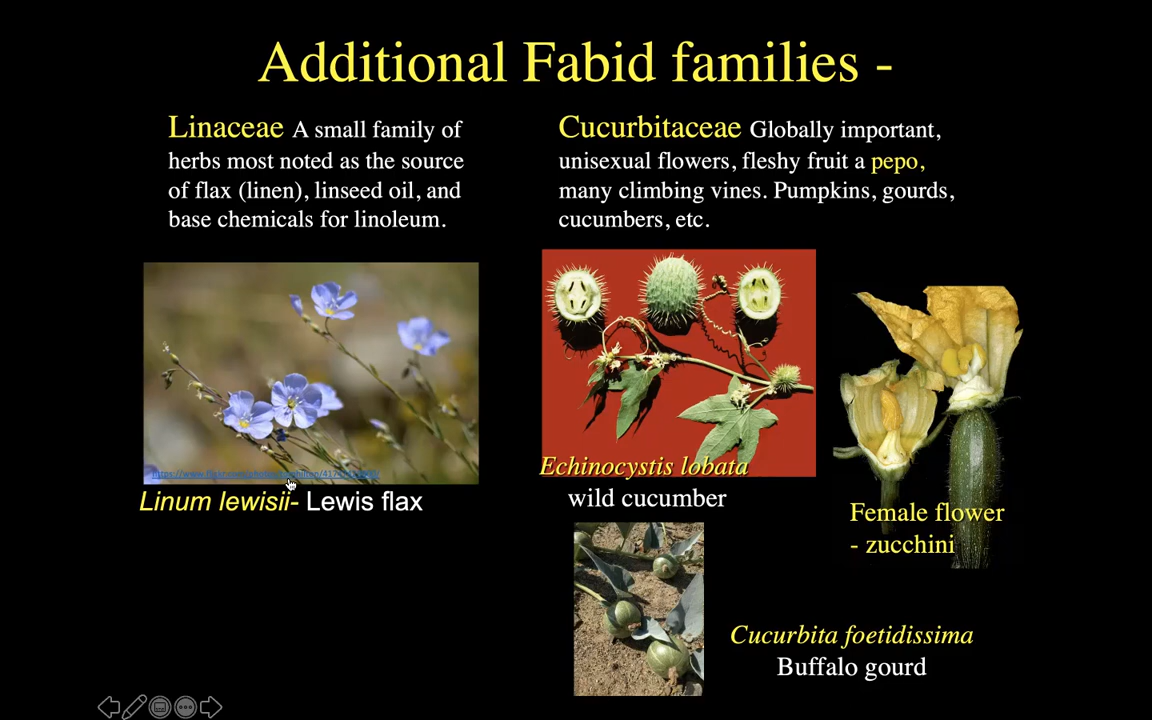 Additional Fabid families -
Linaceae A small family of
herbs most noted as the source
of flax (linen), linseed oil, and
base chemicals for linoleum.
Cucurbitaceae Globally important,
unisexual flowers, fleshy fruit a pepo,
many climbing vines. Pumpkins, gourds,
cucumbers, etc.
Linum lewisii- Lewis flax
Echinocystis lobata
wild cucumber
Female flower
- zucchini
Cucurbita foetidissima
Buffalo gourd